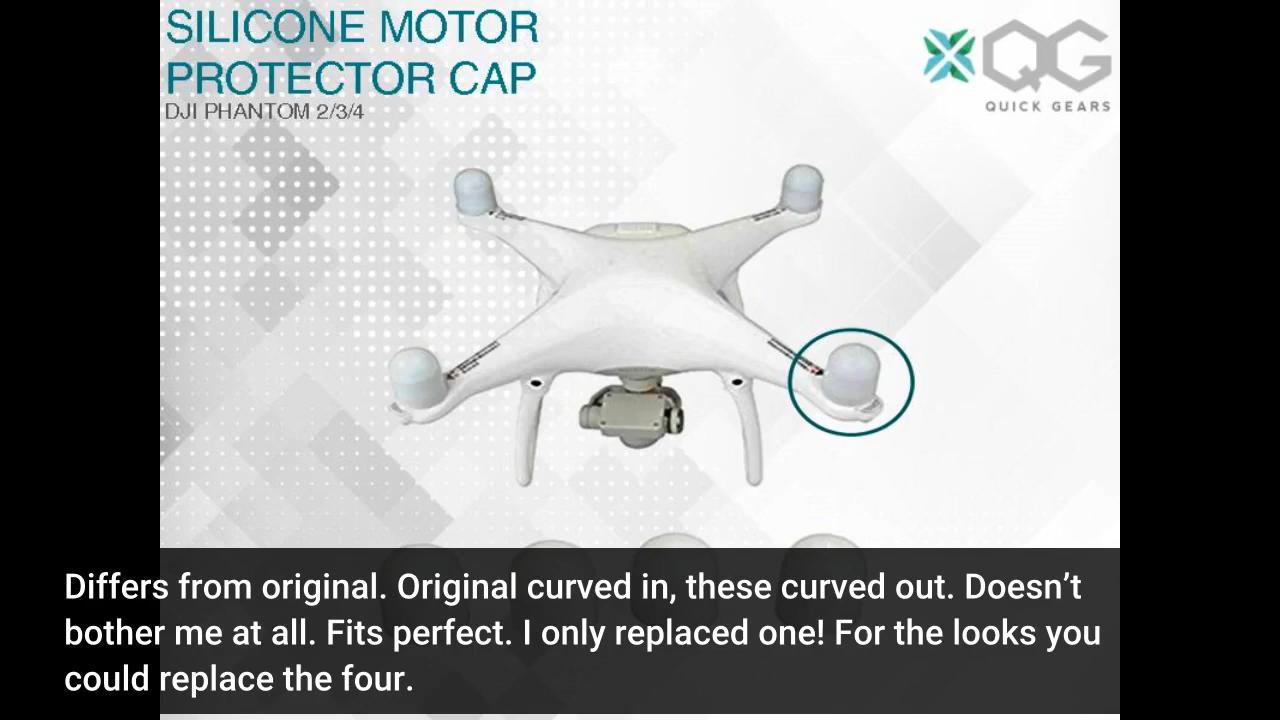 SILICONE MOTOR
PROTECTOR CAP
DJI PHANTOM 2/3/4
QG
QUICK GEARS
Differs from original. Original curved in, these curved out. Doesn’t
bother me at all. Fits perfect. I only replaced one! For the looks you
could replace the four.